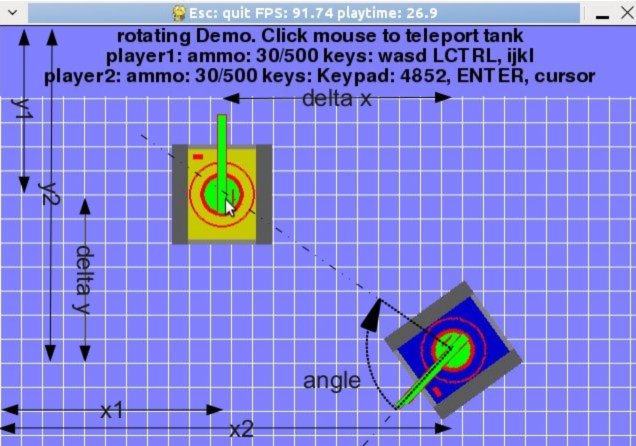 Esc: quit FPS: 91.74 playtime: 26.9
rotating Demo. Click mouse to teleport tank
player1: ammo: 30/500 keys: wasd LCTRL, ijkl
player2: ammo: 30/500 keys: Keypad: 4852, ENTER, cursor
delta x
y1
y2
delta y
angle
x1
x2